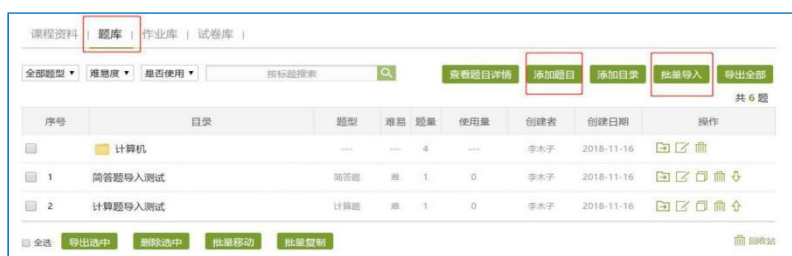 课程资料 | 题库 | 作业库 | 试卷库 |
全部题型 ▼ 难易度 ▼ 是否使用 ▼ 按标题搜索 查看题目详情 添加题目 添加目录 批量导入 导出全部
共 6 题
序号 目录 题型 难易 题量 使用量 创建者 创建日期 操作
计算机 --- --- 4 --- 李木子 2018-11-16
1 简答题导入测试 简答题 难 1 0 李木子 2018-11-16
2 计算题导入测试 计算题 难 1 0 李木子 2018-11-16
全选 导出选中 删除选中 批量移动 批量复制 回收站